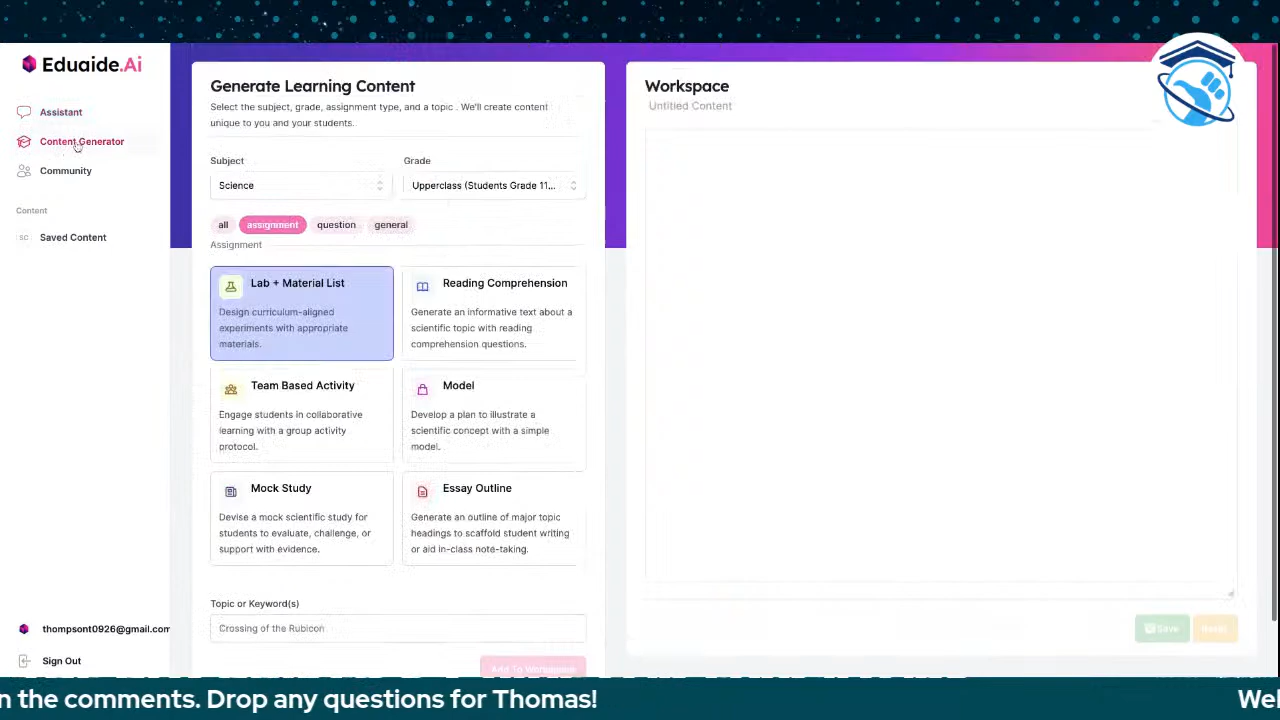 Eduaide.Ai
Assistant
Content Generator
Community
Content
SC Saved Content
thompsont0926@gmail.com
Sign Out
Generate Learning Content
Select the subject, grade, assignment type, and a topic . We'll create content
unique to you and your students..
Subject
Grade
Science
Upperclass (Students Grade 11...
all
assignment
question
general
Assignment
Lab + Material List
Design curriculum-aligned
experiments with appropriate
materials.
Reading Comprehension
Generate an informative text about a
scientific topic with reading
comprehension questions.
Team Based Activity
Engage students in collaborative
learning with a group activity
protocol.
Model
Develop a plan to illustrate a
scientific concept with a simple
model.
Mock Study
Devise a mock scientific study for
students to evaluate, challenge, or
support with evidence.
Essay Outline
Generate an outline of major topic
headings to scaffold student writing
or aid in-class note-taking.
Topic or Keyword(s)
Crossing of the Rubicon
Add To Workspace
Workspace
Untitled Content
Save
n the comments. Drop any questions for Thomas!
Wel